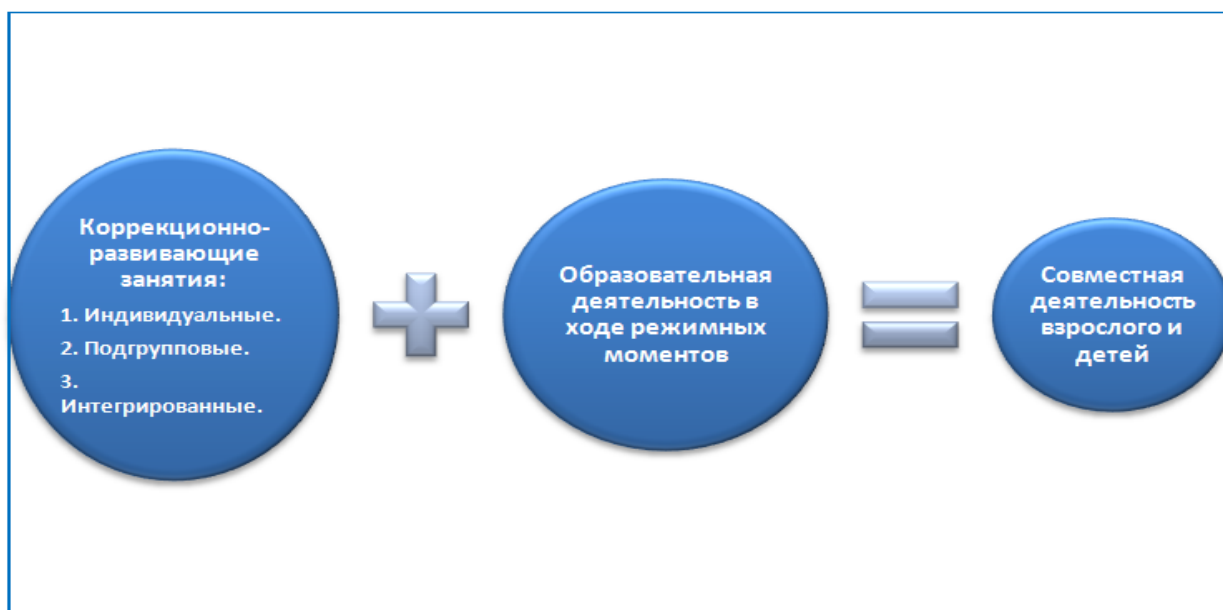 Коррекционно-
развивающие
занятия:
1. Индивидуальные.
2. Подгрупповые.
3.
Интегрированные.
Образовательная
деятельность в
ходе режимных
моментов
Совместная
деятельность
взрослого и
детей